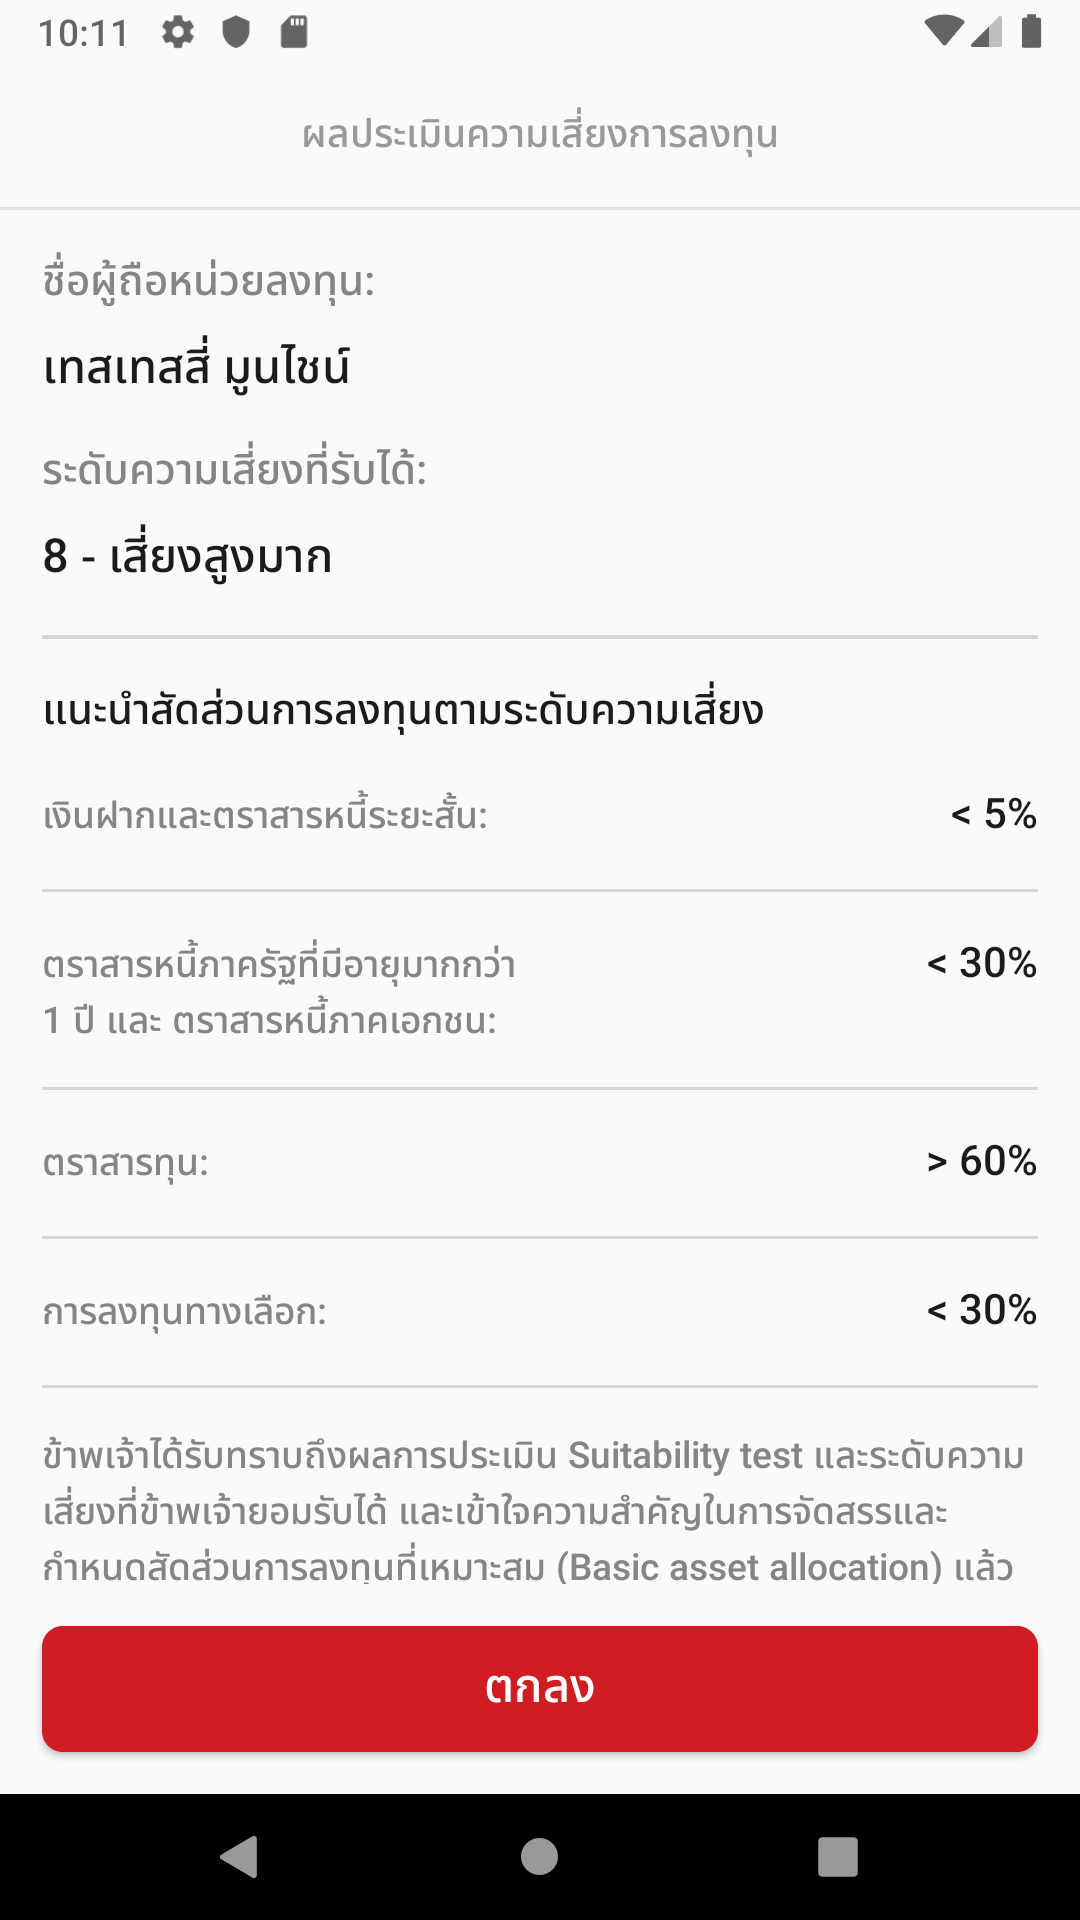 10:11
ผลประเมินความเสี่ยงการลงทุน
ชื่อผู้ถือหน่วยลงทุน:
เทสเทสสี่ มูนไชน์
ระดับความเสี่ยงที่รับได้:
8 - เสี่ยงสูงมาก
แนะนำสัดส่วนการลงทุนตามระดับความเสี่ยง
เงินฝากและตราสารหนี้ระยะสั้น: < 5%
ตราสารหนี้ภาครัฐที่มีอายุมากกว่า < 30%
1 ปี และ ตราสารหนี้ภาคเอกชน:
ตราสารทุน: > 60%
การลงทุนทางเลือก: < 30%
ข้าพเจ้าได้รับทราบถึงผลการประเมิน Suitability test และระดับความ
เสี่ยงที่ข้าพเจ้ายอมรับได้ และเข้าใจความสำคัญในการจัดสรรและ
กำหนดสัดส่วนการลงทุนที่เหมาะสม (Basic asset allocation) แล้ว
ตกลง